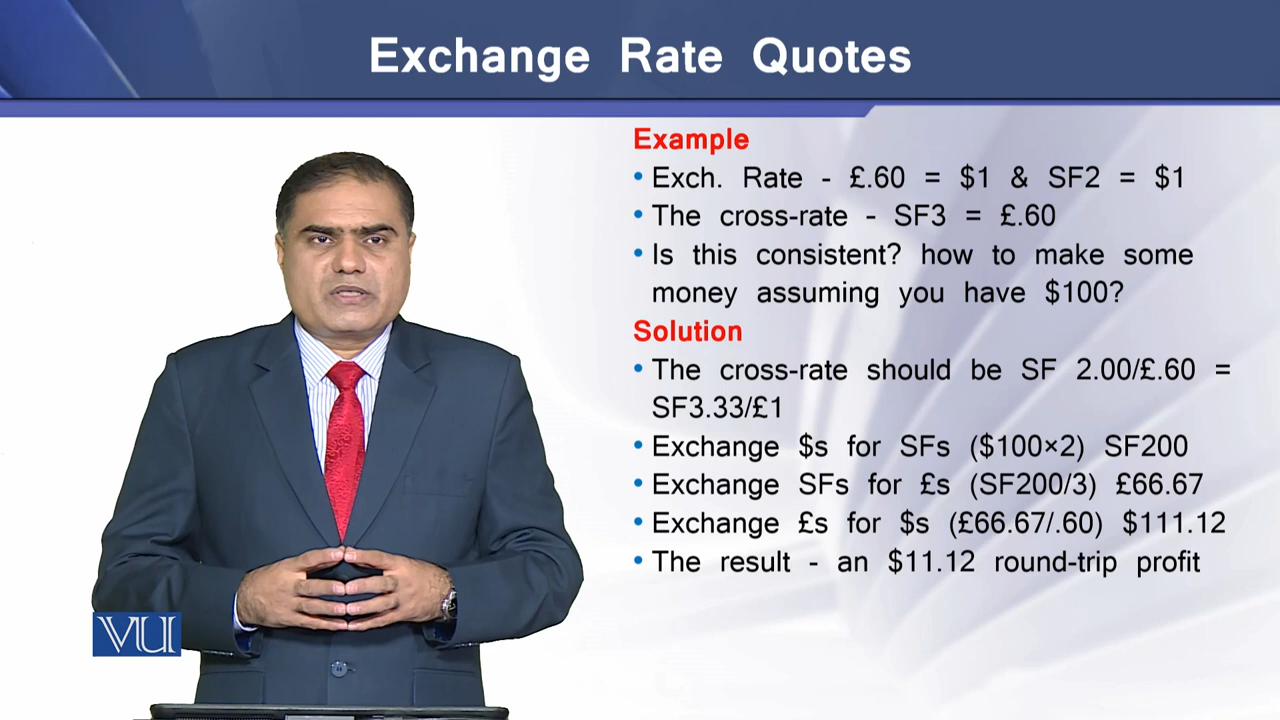 Exchange Rate Quotes
Example
• Exch. Rate - £.60 = $1 & SF2 = $1
• The cross-rate - SF3 = £.60
• Is this consistent? how to make some
money assuming you have $100?
Solution
• The cross-rate should be SF 2.00/£.60 =
SF3.33/£1
• Exchange $s for SFs ($100×2) SF200
• Exchange SFs for £s (SF200/3) £66.67
• Exchange £s for $s (£66.67/.60) $111.12
• The result - an $11.12 round-trip profit
VU